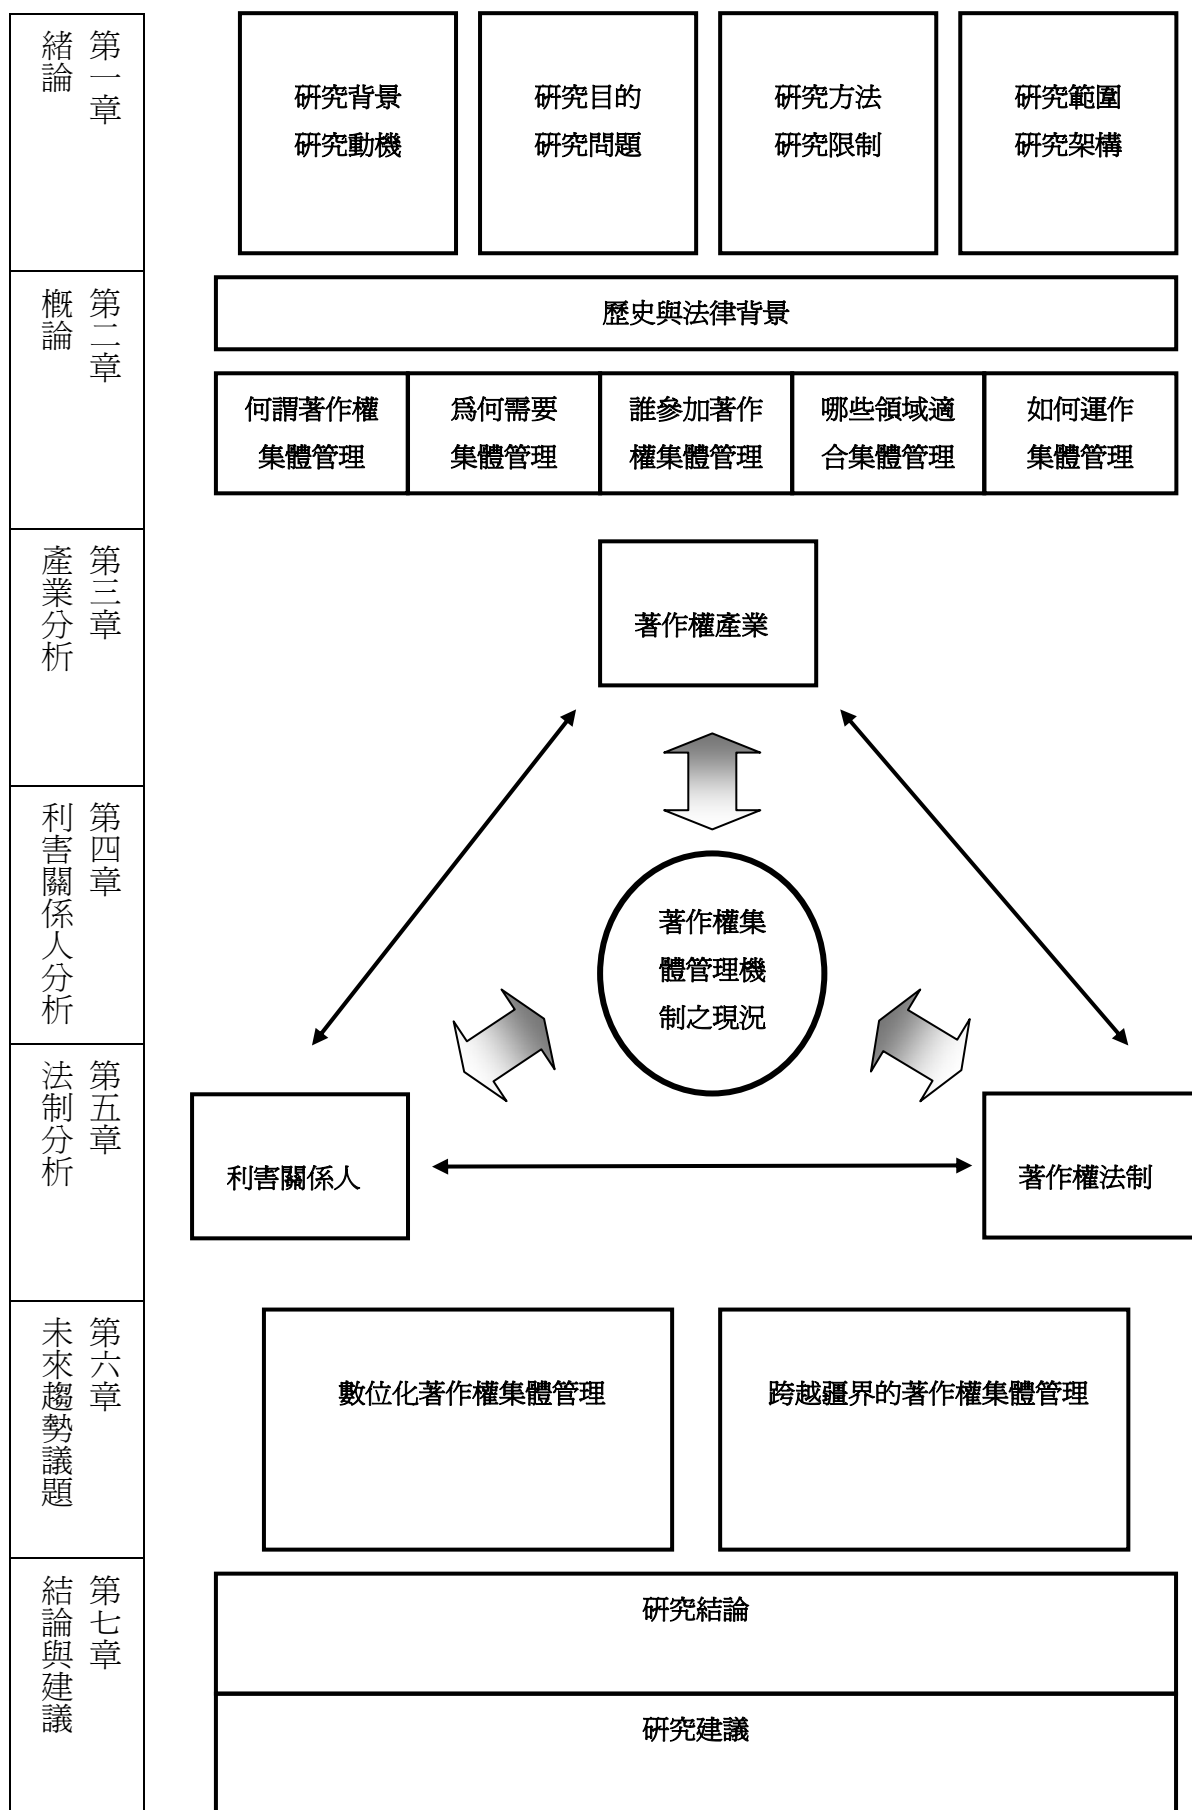 第一章
緒論
研究背景
研究動機
研究目的
研究問題
研究方法
研究限制
研究範圍
研究架構
第二章
概論
歷史與法律背景
何謂著作權
集體管理
為何需要
集體管理
誰參加著作
權集體管理
哪些領域適
合集體管理
如何運作
集體管理
第三章
產業分析
著作權產業
第四章
利害關係人分析
著作權集
體管理機
制之現況
第五章
法制分析
利害關係人
著作權法制
第六章
未來趨勢議題
數位化著作權集體管理
跨越疆界的著作權集體管理
第七章
結論與建議
研究結論
研究建議